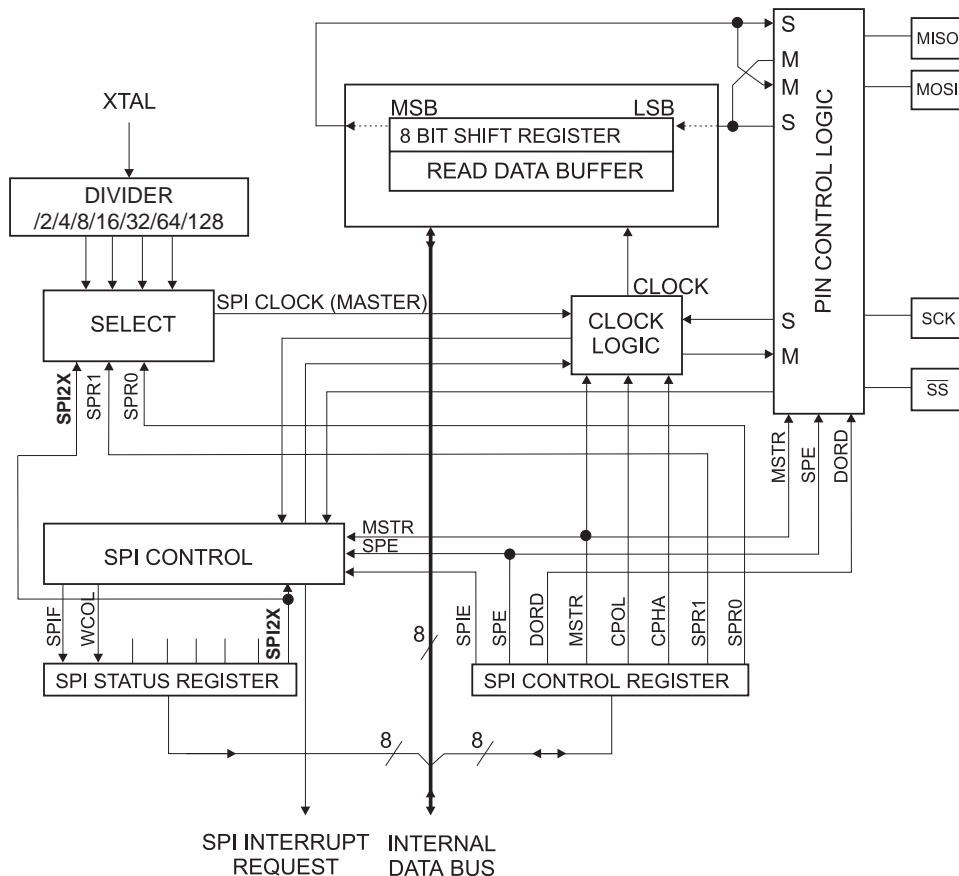 S
MISO
M
M
MOSI
XTAL
MSB
LSB
S
8 BIT SHIFT REGISTER
READ DATA BUFFER
DIVIDER
/2/4/8/16/32/64/128
PIN CONTROL LOGIC
SPI CLOCK (MASTER)
CLOCK
SELECT
CLOCK
LOGIC
S
SCK
M
SS
SPI2X
SPR1
SPR0
MSTR
SPE
DORD
MSTR
SPE
SPI CONTROL
SPIF
WCOL
SPI2X
8
SPIE
SPE
DORD
MSTR
CPOL
CPHA
SPR1
SPR0
SPI STATUS REGISTER
SPI CONTROL REGISTER
8
8
SPI INTERRUPT
REQUEST
INTERNAL
DATA BUS